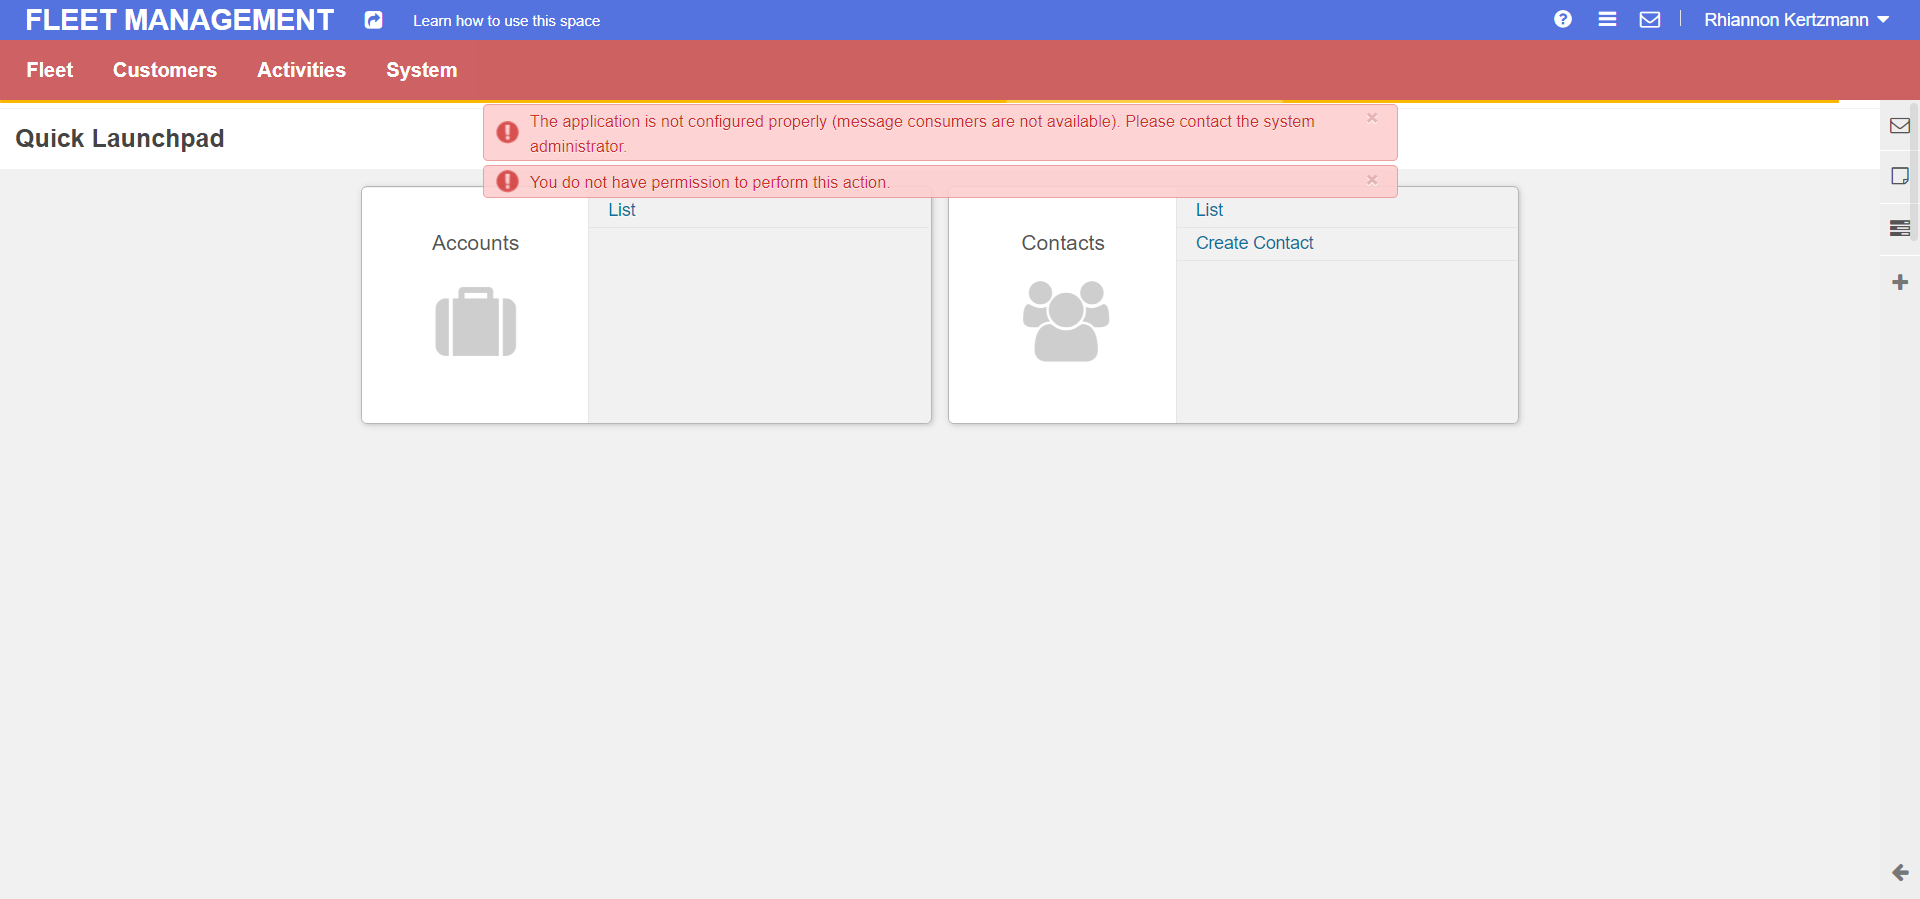 FLEET MANAGEMENT
Learn how to use this space
Rhiannon Kertzmann
Fleet
Customers
Activities
System
The application is not configured properly (message consumers are not available). Please contact the system
administrator.
You do not have permission to perform this action.
Quick Launchpad
Accounts
List
Contacts
List
Create Contact